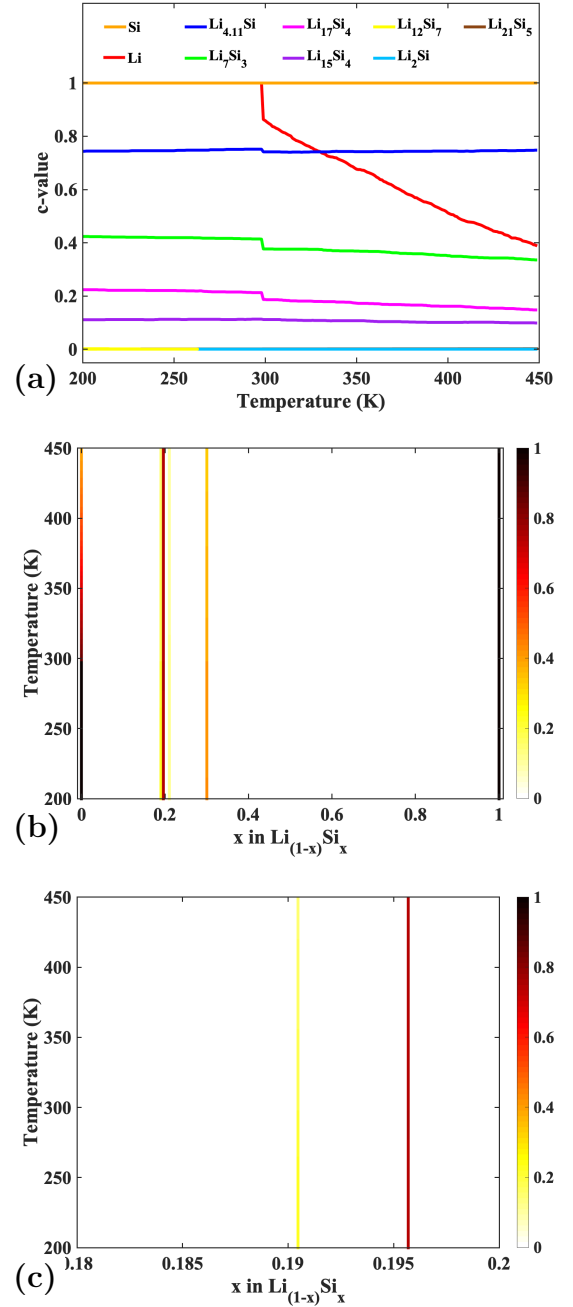 Si Li4.11Si Li17Si4 Li12Si7 Li21Si5
Li Li7Si3 Li15Si4 Li2Si
1
0.8
0.6
0.4
0.2
0
c-value
200 250 300 350 400 450
Temperature (K)
(a)
450
400
350
300
250
200
Temperature (K)
0 0.2 0.4 0.6 0.8 1
x in Li(1-x)Six
1
0.8
0.6
0.4
0.2
0
(b)
450
400
350
300
250
200
Temperature (K)
0.18 0.185 0.19 0.195 0.2
x in Li(1-x)Six
1
0.8
0.6
0.4
0.2
0
(c)